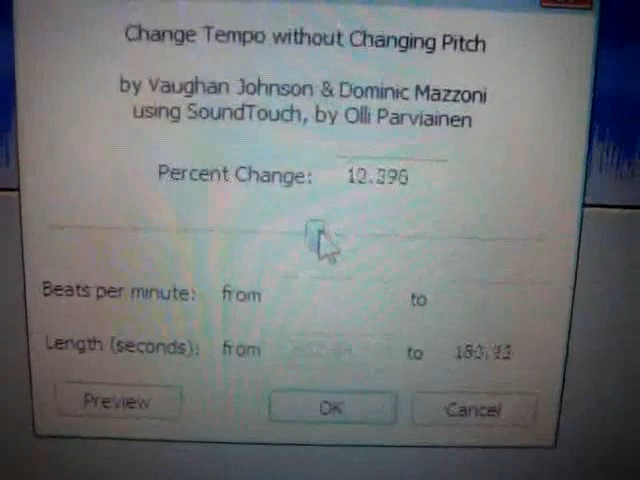 Change Tempo without Changing Pitch
by Vaughan Johnson & Dominic Mazzoni
using SoundTouch, by Olli Parviainen
Percent Change:
Beats per minute: from to
Length (seconds): from to
Preview OK Cancel